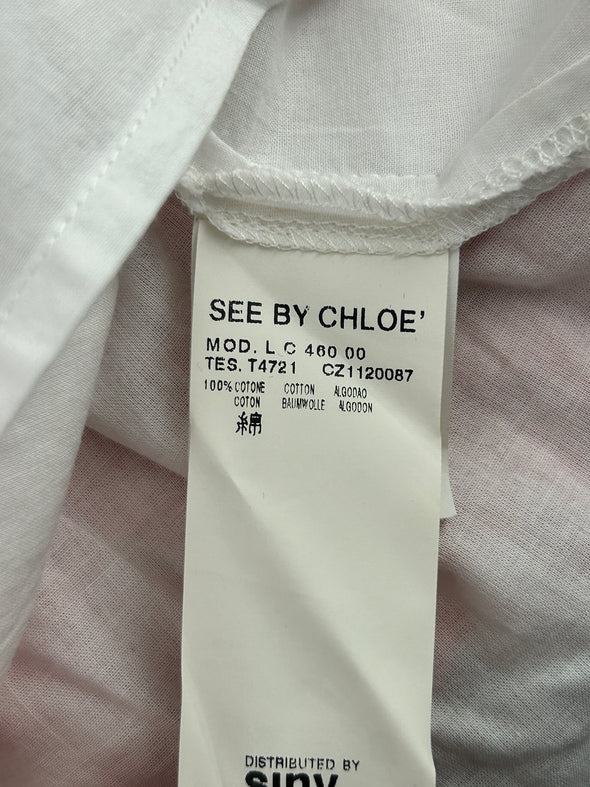 SEE BY CHLOE'
MOD. L C 460 00
TES. T4721 CZ1120087
100% COTONE COTTON ALGODAO
COTON BAUMWOLLE ALGODON
綿
DISTRIBUTED BY